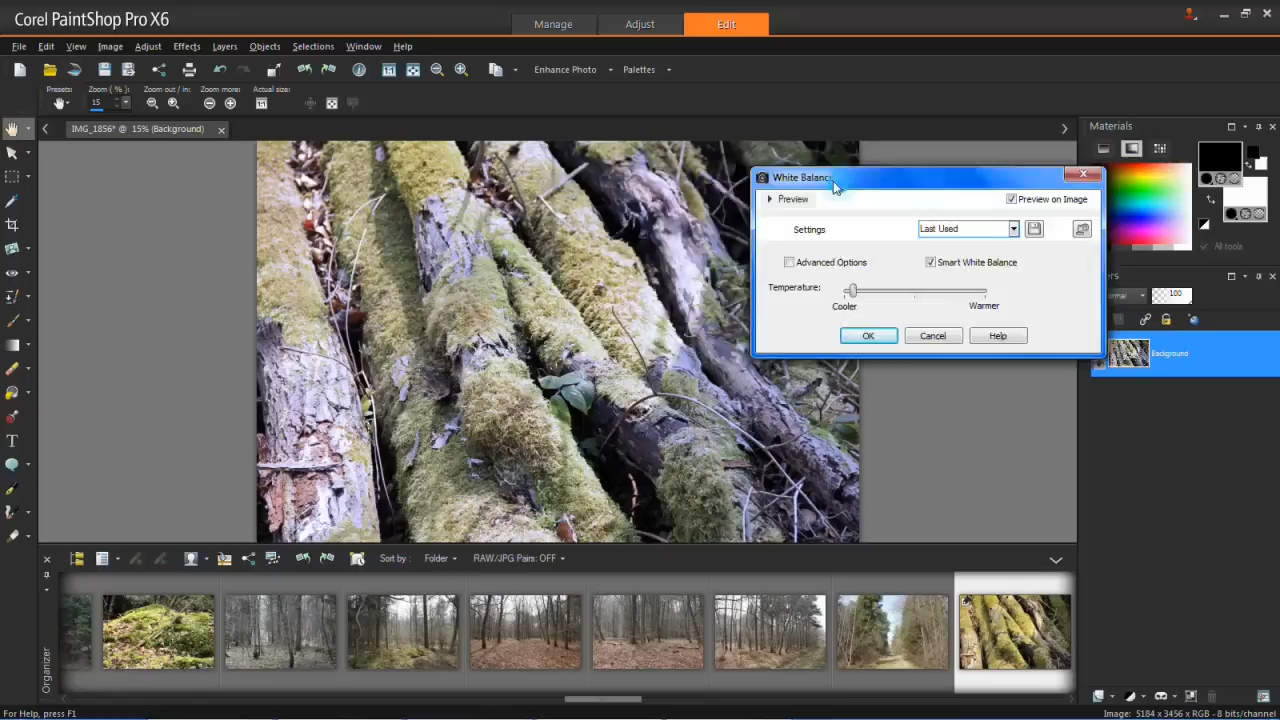 Corel PaintShop Pro X6
Manage
Adjust
Edit
File
Edit
View
Image
Adjust
Effects
Layers
Objects
Selections
Window
Help
Enhance Photo
Palettes
Presets:
Zoom ( % ):
Zoom out / in:
Zoom more:
Actual size:
15
IMG_1856* @ 15% (Background)
Materials
All tools
White Balance
Preview
Preview on Image
Settings
Last Used
Advanced Options
Smart White Balance
Temperature:
Cooler
Warmer
OK
Cancel
Help
100
Background
Sort by :
Folder
RAW/JPG Pairs: OFF
Organizer
For Help, press F1
Image: 5184 x 3456 x RGB - 8 bits/channel